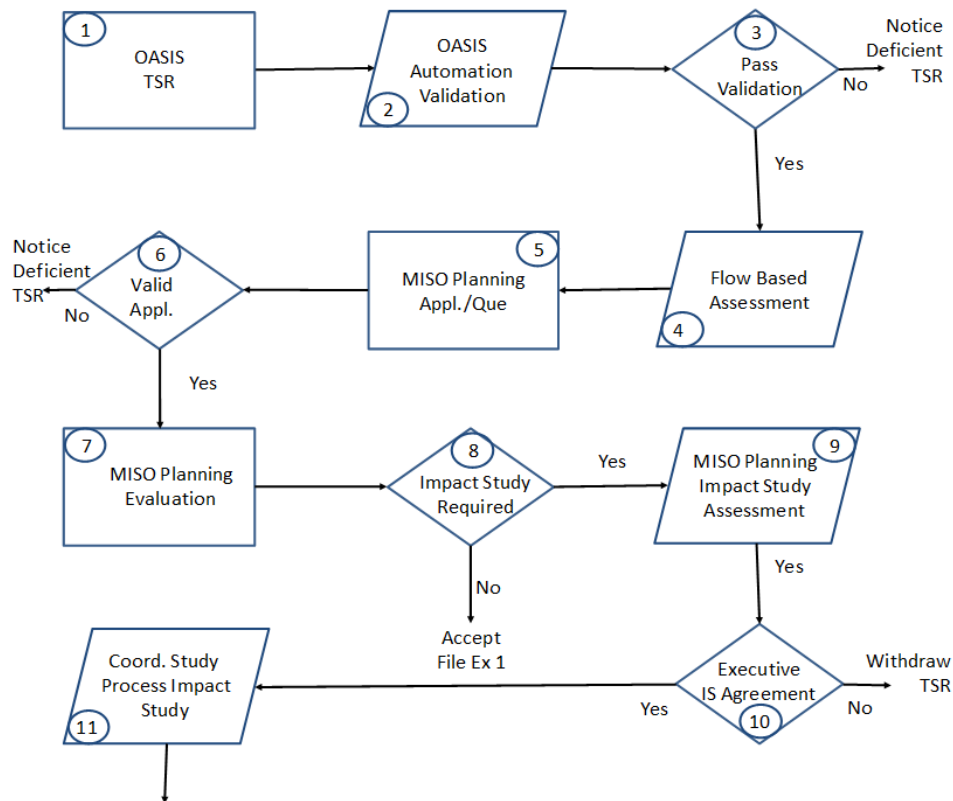 1
OASIS
TSR
OASIS
Automation
Validation
2
3
Pass
Validation
No
Notice
Deficient
TSR
Yes
Notice
Deficient
TSR
No
6
Valid
Appl.
5
MISO Planning
Appl./Que
Flow Based
Assessment
4
Yes
7
MISO Planning
Evaluation
8
Impact Study
Required
Yes
9
MISO Planning
Impact Study
Assessment
No
Yes
Accept
File Ex 1
Coord. Study
Process Impact
Study
11
Yes
Executive
IS Agreement
10
No
Withdraw
TSR